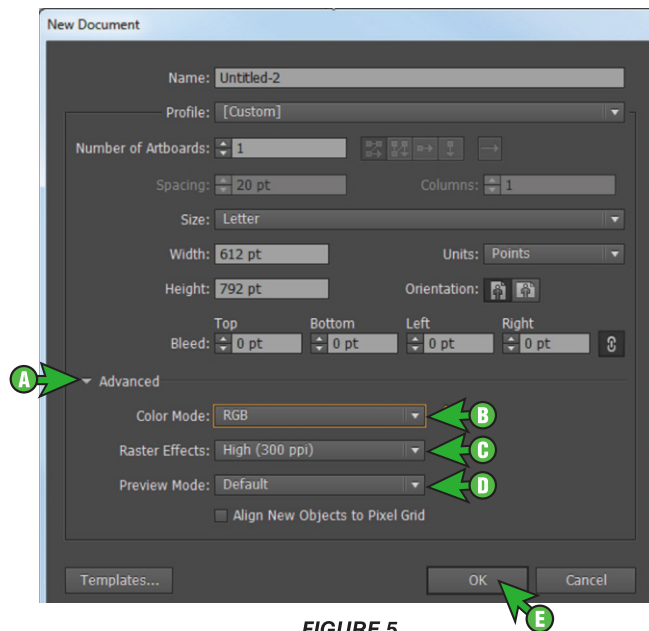 New Document
Name: Untitled-2
Profile: [Custom]
Number of Artboards: 1
Spacing: 20 pt Columns: 1
Size: Letter
Width: 612 pt Units: Points
Height: 792 pt Orientation:
Top Bottom Left Right
Bleed: 0 pt 0 pt 0 pt 0 pt
A Advanced
Color Mode: RGB B
Raster Effects: High (300 ppi) C
Preview Mode: Default D
Align New Objects to Pixel Grid
Templates... OK Cancel
E
FIGURE 5